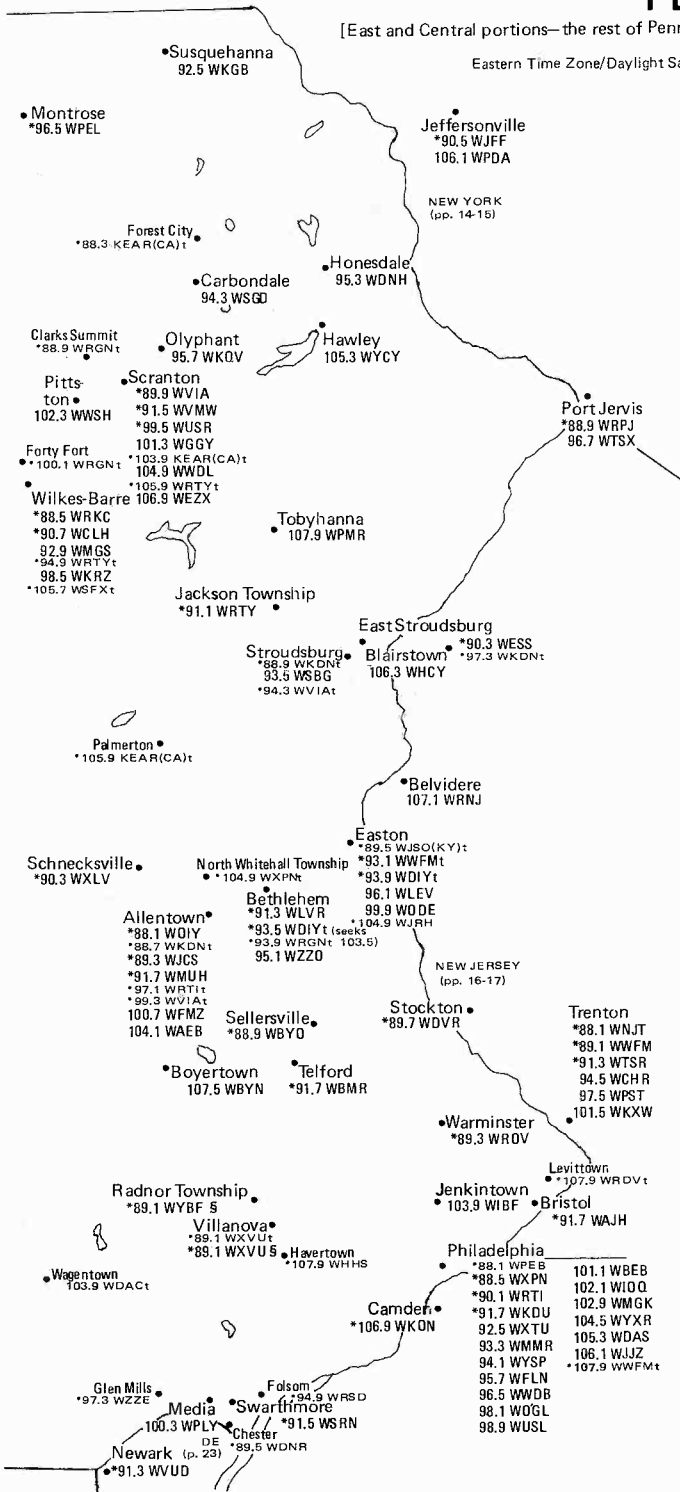 [East and Central portions—the rest of Penn
Eastern Time Zone/Daylight Sa
Susquehanna
92.5 WKGB
Montrose
*96.5 WPEL
Jeffersonville
*90.5 WJFF
106.1 WPDA
NEW YORK
(pp. 14-15)
Forest City
*88.3 KEAR(CA)t
Honesdale
95.3 WDNH
Carbondale
94.3 WSGD
Clarks Summit
*88.9 WRGNt
Olyphant
95.7 WKQV
Hawley
105.3 WYCY
Pitts-
ton
102.3 WWSH
Scranton
*89.9 WVIA
*91.5 WVMW
*99.5 WUSR
101.3 WGGY
*103.9 KEAR(CA)t
104.9 WWDL
*105.9 WRTYt
106.9 WEZX
Port Jervis
*88.9 WRPJ
96.7 WTSX
Forty Fort
*100.1 WRGNt
Wilkes-Barre
*88.5 WRKC
*90.7 WCLH
92.9 WMGS
*94.9 WRTYt
98.5 WKRZ
*105.7 WSFXt
Tobyhanna
107.9 WPMR
Jackson Township
*91.1 WRTY
East Stroudsburg
*90.3 WESS
*97.3 WKDNt
Stroudsburg
*88.9 WKDNt
93.5 WSBG
*94.3 WVIAt
Blairstown
106.3 WHCY
Palmerton
*105.9 KEAR(CA)t
Belvidere
107.1 WRNJ
Easton
*89.5 WJSO(KY)t
*93.1 WWFMt
*93.9 WDIYt
96.1 WLEV
99.9 WODE
*104.9 WJRH
Schnecksville
*90.3 WXLV
North Whitehall Township
*104.9 WXPNt
Bethlehem
*91.3 WLVR
*93.5 WDIYt (seeks
*93.9 WRGNt 103.5)
95.1 WZZO
Allentown
*88.1 WDIY
*88.7 WKDNt
*89.3 WJCS
*91.7 WMUH
*97.1 WRTIt
*99.3 WVIAt
100.7 WFMZ
104.1 WAEB
NEW JERSEY
(pp. 16-17)
Sellersville
*88.9 WBYO
Stockton
*89.7 WDVR
Trenton
*88.1 WNJT
*89.1 WWFM
*91.3 WTSR
94.5 WCHR
97.5 WPST
101.5 WKXW
Boyertown
107.5 WBYN
Telford
*91.7 WBMR
Warminster
*89.3 WRDV
Levittown
*107.9 WRDVt
Radnor Township
*89.1 WYBF §
Jenkintown
103.9 WIBF
Bristol
*91.7 WAJH
Villanova
*89.1 WXVUt
*89.1 WXVU §
Havertown
*107.9 WHHS
Wagentown
103.9 WDACt
Philadelphia
*88.1 WPEB
*88.5 WXPN
*90.1 WRTI
*91.7 WKDU
92.5 WXTU
93.3 WMMR
94.1 WYSP
95.7 WFLN
96.5 WWDB
98.1 WOGL
98.9 WUSL
101.1 WBEB
102.1 WIOQ
102.9 WMGK
104.5 WYXR
105.3 WDAS
106.1 WJJZ
*107.9 WWFMt
Camden
*106.9 WKDN
Glen Mills
*97.3 WZZE
Folsom
*94.9 WRSD
Media
100.3 WPLY
Swarthmore
*91.5 WSRN
DE
(p. 23)
Chester
*89.5 WDNR
Newark
*91.3 WVUD